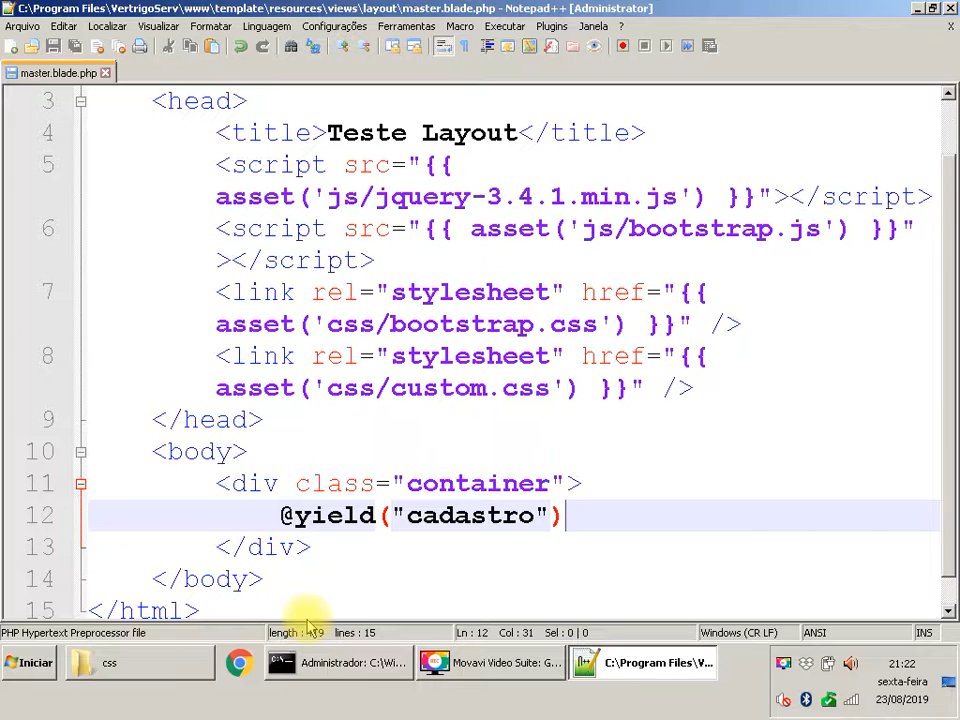 C:\Program Files\VertrigoServ\www\template\resources\views\layout\master.blade.php - Notepad++ [Administrator]
Arquivo Editar Localizar Visualizar Formatar Linguagem Configurações Ferramentas Macro Executar Plugins Janela ? X
master.blade.php
3 <head>
4 <title>Teste Layout</title>
5 <script src="{{
asset('js/jquery-3.4.1.min.js') }}"></script>
6 <script src="{{ asset('js/bootstrap.js') }}"
></script>
7 <link rel="stylesheet" href="{{
asset('css/bootstrap.css') }}" />
8 <link rel="stylesheet" href="{{
asset('css/custom.css') }}" />
9 </head>
10 <body>
11 <div class="container">
12 @yield("cadastro")
13 </div>
14 </body>
15 </html>
PHP Hypertext Preprocessor file length : 479 lines : 15 Ln : 12 Col : 31 Sel : 0 | 0 Windows (CR LF) ANSI INS
Iniciar css Administrador: C:\Wi... Movavi Video Suite: G... C:\Program Files\V... 21:22
sexta-feira
23/08/2019